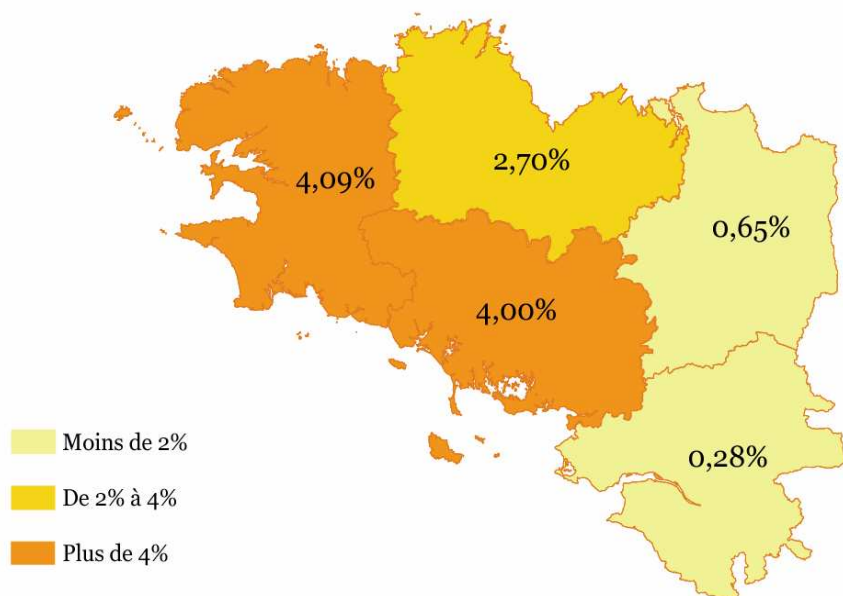 2,70%
4,09%
0,65%
4,00%
0,28%
Moins de 2%
De 2% à 4%
Plus de 4%